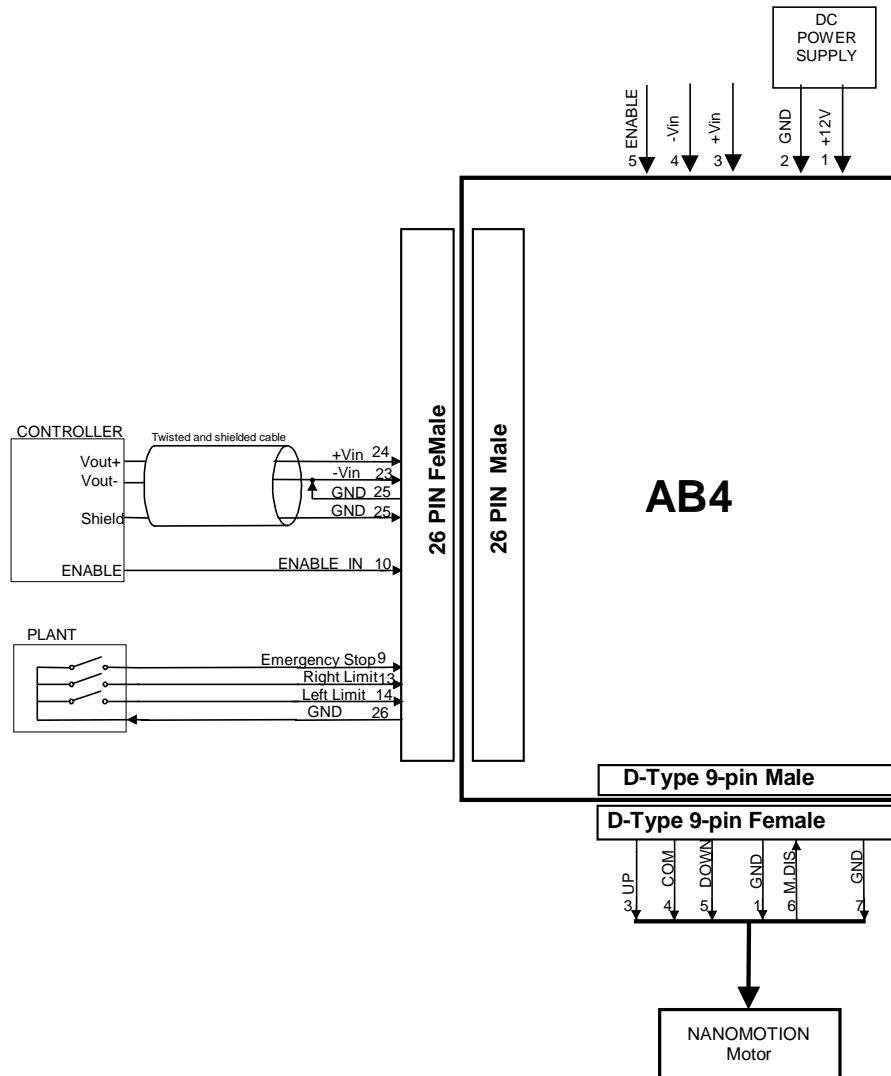 DC
POWER
SUPPLY
ENABLE
-Vin
+Vin
GND
+12V
5
4
3
2
1
26 PIN FeMale
26 PIN Male
AB4
CONTROLLER
Twisted and shielded cable
Vout+
+Vin 24
Vout-
-Vin 23
GND 25
Shield
GND 25
ENABLE
ENABLE IN 10
PLANT
Emergency Stop 9
Right Limit 13
Left Limit 14
GND 26
D-Type 9-pin Male
D-Type 9-pin Female
UP
COM
DOWN
GND
M.DIS
GND
3
4
5
1
6
7
NANOMOTION
Motor